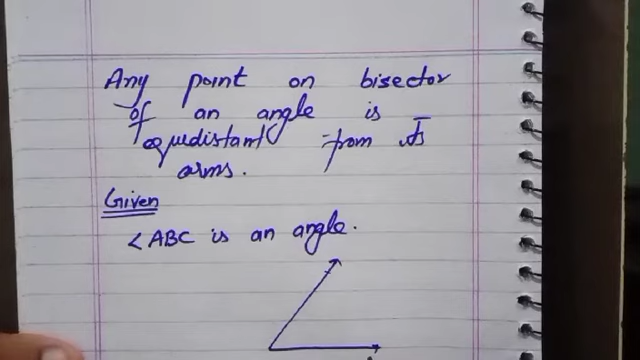 Any point on bisector
of an angle is
equidistant from its
arms.
Given
∠ABC is an angle.